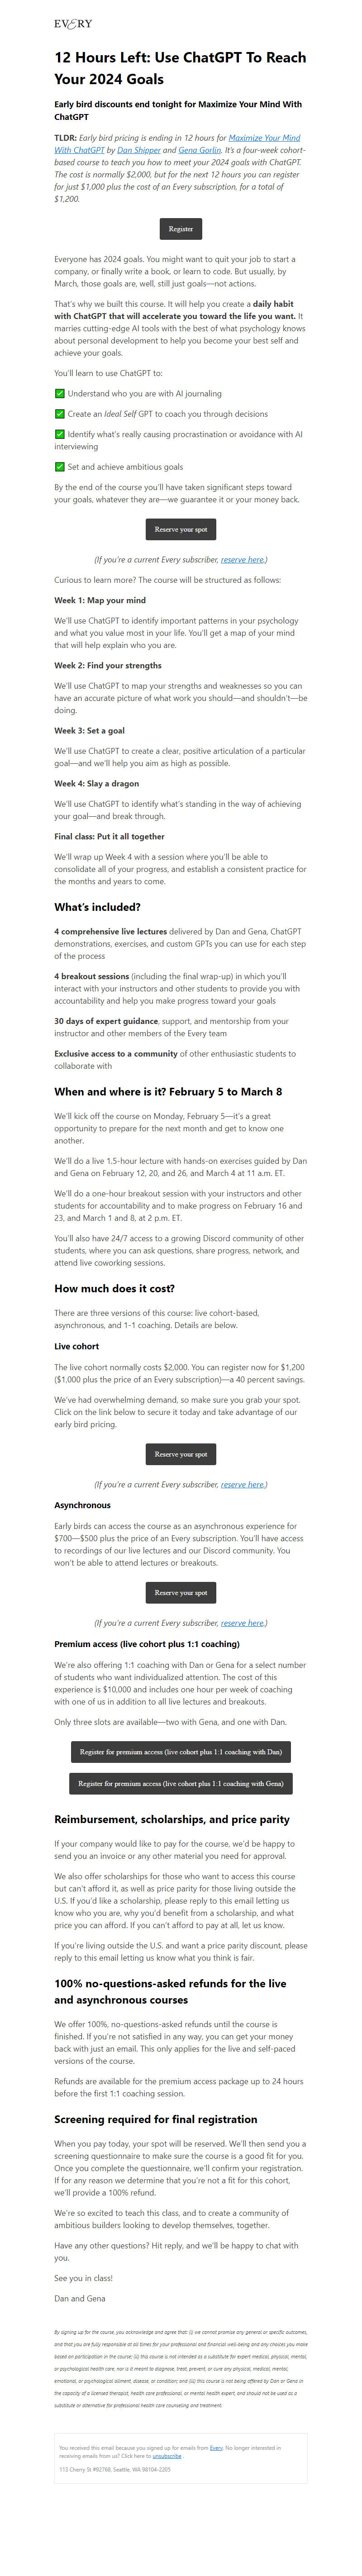 EVERY
12 Hours Left: Use ChatGPT To Reach
Your 2024 Goals
Early bird discounts end tonight for Maximize Your Mind With
ChatGPT
TLDR: Early bird pricing is ending in 12 hours for Maximize Your Mind
With ChatGPT by Dan Shipper and Gena Gorlin. It's a four-week cohort-
based course to teach you how to meet your 2024 goals with ChatGPT.
The cost is normally $2,000, but for the next 12 hours you can register
for just $1,000 plus the cost of an Every subscription, for a total of
$1,200.
Register
Everyone has 2024 goals. You might want to quit your job to start a
company, or finally write a book, or learn to code. But usually, by
March, those goals are, well, still just goals—not actions.
That's why we built this course. It will help you create a daily habit
with ChatGPT that will accelerate you toward the life you want. It
marries cutting-edge AI tools with the best of what psychology knows
about personal development to help you become your best self and
achieve your goals.
You'll learn to use ChatGPT to:
✅ Understand who you are with AI journaling
✅ Create an Ideal Self GPT to coach you through decisions
✅ Identify what's really causing procrastination or avoidance with AI
interviewing
✅ Set and achieve ambitious goals
By the end of the course you'll have taken significant steps toward
your goals, whatever they are—we guarantee it or your money back.
Reserve your spot
(If you're a current Every subscriber, reserve here.)
Curious to learn more? The course will be structured as follows:
Week 1: Map your mind
We'll use ChatGPT to identify important patterns in your psychology
and what you value most in your life. You'll get a map of your mind
that will help explain who you are.
Week 2: Find your strengths
We'll use ChatGPT to map your strengths and weaknesses so you can
have an accurate picture of what work you should—and shouldn't—be
doing.
Week 3: Set a goal
We'll use ChatGPT to create a clear, positive articulation of a particular
goal—and we'll help you aim as high as possible.
Week 4: Slay a dragon
We'll use ChatGPT to identify what's standing in the way of achieving
your goal—and break through.
Final class: Put it all together
We'll wrap up Week 4 with a session where you'll be able to
consolidate all of your progress, and establish a consistent practice for
the months and years to come.
What's included?
4 comprehensive live lectures delivered by Dan and Gena, ChatGPT
demonstrations, exercises, and custom GPTs you can use for each step
of the process
4 breakout sessions (including the final wrap-up) in which you'll
interact with your instructors and other students to provide you with
accountability and help you make progress toward your goals
30 days of expert guidance, support, and mentorship from your
instructor and other members of the Every team
Exclusive access to a community of other enthusiastic students to
collaborate with
When and where is it? February 5 to March 8
We'll kick off the course on Monday, February 5—it's a great
opportunity to prepare for the next month and get to know one
another.
We'll do a live 1.5-hour lecture with hands-on exercises guided by Dan
and Gena on February 12, 20, and 26, and March 4 at 11 a.m. ET.
We'll do a one-hour breakout session with your instructors and other
students for accountability and to make progress on February 16 and
23, and March 1 and 8, at 2 p.m. ET.
You'll also have 24/7 access to a growing Discord community of other
students, where you can ask questions, share progress, network, and
attend live coworking sessions.
How much does it cost?
There are three versions of this course: live cohort-based,
asynchronous, and 1-1 coaching. Details are below.
Live cohort
The live cohort normally costs $2,000. You can register now for $1,200
($1,000 plus the price of an Every subscription)—a 40 percent savings.
We've had overwhelming demand, so make sure you grab your spot.
Click on the link below to secure it today and take advantage of our
early bird pricing.
Reserve your spot
(If you're a current Every subscriber, reserve here.)
Asynchronous
Early birds can access the course as an asynchronous experience for
$700—$500 plus the price of an Every subscription. You'll have access
to recordings of our live lectures and our Discord community. You
won't be able to attend lectures or breakouts.
Reserve your spot
(If you're a current Every subscriber, reserve here.)
Premium access (live cohort plus 1:1 coaching)
We're also offering 1:1 coaching with Dan or Gena for a select number
of students who want individualized attention. The cost of this
experience is $10,000 and includes one hour per week of coaching
with one of us in addition to all live lectures and breakouts.
Only three slots are available—two with Gena, and one with Dan.
Register for premium access (live cohort plus 1:1 coaching with Dan)
Register for premium access (live cohort plus 1:1 coaching with Gena)
Reimbursement, scholarships, and price parity
If your company would like to pay for the course, we'd be happy to
send you an invoice or any other material you need for approval.
We also offer scholarships for those who want to access this course
but can't afford it, as well as price parity for those living outside the
U.S. If you'd like a scholarship, please reply to this email letting us
know who you are, why you'd benefit from a scholarship, and what
price you can afford. If you can't afford to pay at all, let us know.
If you're living outside the U.S. and want a price parity discount, please
reply to this email letting us know what you think is fair.
100% no-questions-asked refunds for the live
and asynchronous courses
We offer 100%, no-questions-asked refunds until the course is
finished. If you're not satisfied in any way, you can get your money
back with just an email. This only applies for the live and self-paced
versions of the course.
Refunds are available for the premium access package up to 24 hours
before the first 1:1 coaching session.
Screening required for final registration
When you pay today, your spot will be reserved. We'll then send you a
screening questionnaire to make sure the course is a good fit for you.
Once you complete the questionnaire, we'll confirm your registration.
If for any reason we determine that you're not a fit for this cohort,
we'll provide a 100% refund.
We're so excited to teach this class, and to create a community of
ambitious builders looking to develop themselves, together.
Have any other questions? Hit reply, and we'll be happy to chat with
you.
See you in class!
Dan and Gena
By signing up for the course, you acknowledge and agree that: (i) we cannot promise any general or specific outcomes,
and that you are fully responsible at all times for your professional and financials well-being and any choices you make
based on participation in the course; (ii) this course is not intended as a substitute for expert medical, physical, mental,
or psychological health care, nor is it meant to diagnose, treat, prevent, or cure any physical, medical, mental,
emotional, or psychological ailment, disease, or condition; and (iii) this course is not being offered by Dan or Gena in
the capacity of a licensed therapist, health care professional, or mental health expert, and should not be used as a
substitute or alternative for professional health care counseling and treatment.
You received this email because you signed up for emails from Every. No longer interested in
receiving emails from us? Click here to unsubscribe.
113 Cherry St #92768, Seattle, WA 98104-2205